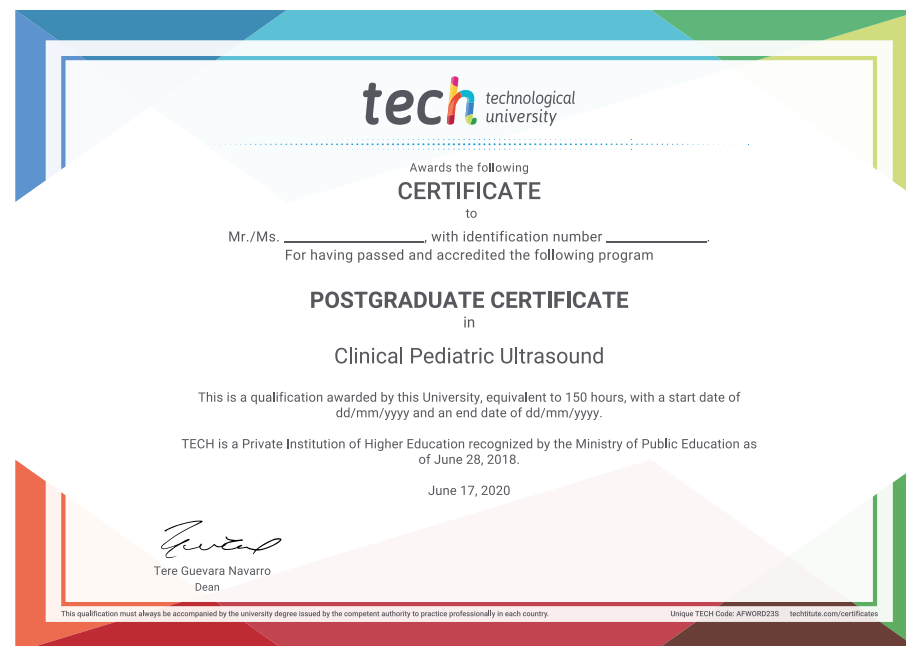 tech technological
university
Awards the following
CERTIFICATE
to
Mr./Ms. ____________________, with identification number ______________.
For having passed and accredited the following program
POSTGRADUATE CERTIFICATE
in
Clinical Pediatric Ultrasound
This is a qualification awarded by this University, equivalent to 150 hours, with a start date of
dd/mm/yyyy and an end date of dd/mm/yyyy.
TECH is a Private Institution of Higher Education recognized by the Ministry of Public Education as
of June 28, 2018.
June 17, 2020
Tere Guevara Navarro
Dean
This qualification must always be accompanied by the university degree issued by the competent authority to practice professionally in each country.
Unique TECH Code: AFWORD23S techtitute.com/certificates